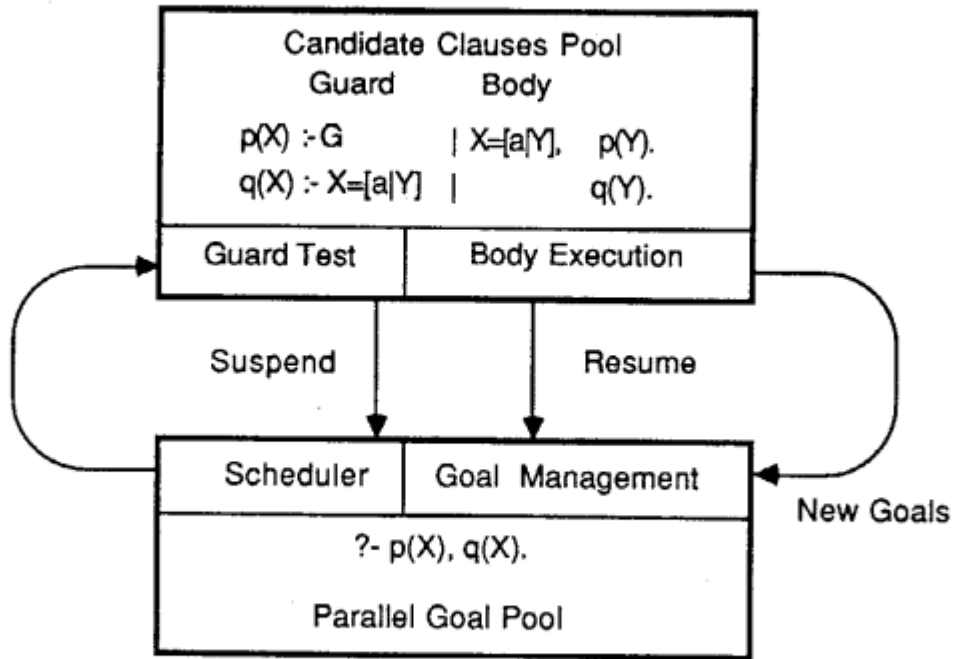 Candidate Clauses Pool
Guard Body
p(X) :- G | X=[a|Y], p(Y).
q(X) :- X=[a|Y] | q(Y).
Guard Test Body Execution
Suspend Resume
Scheduler Goal Management
New Goals
?- p(X), q(X).
Parallel Goal Pool